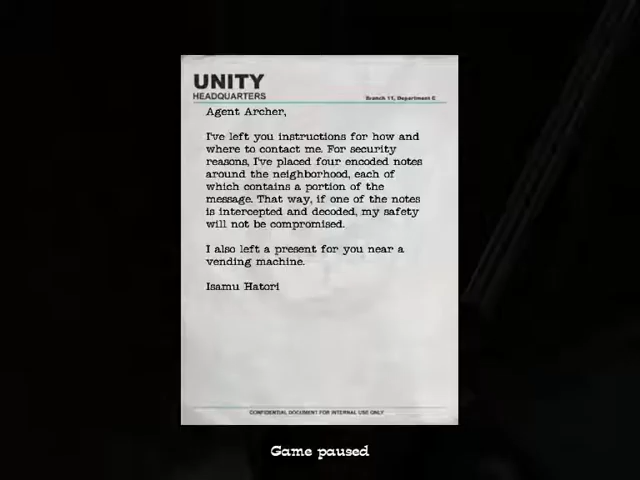 UNITY
HEADQUARTERS
Branch 11, Department C
Agent Archer,
I've left you instructions for how and
where to contact me. For security
reasons, I've placed four encoded notes
around the neighborhood, each of
which contains a portion of the
message. That way, if one of the notes
is intercepted and decoded, my safety
will not be compromised.
I also left a present for you near a
vending machine.
Isamu Hatori
CONFIDENTIAL DOCUMENT FOR INTERNAL USE ONLY
Game paused